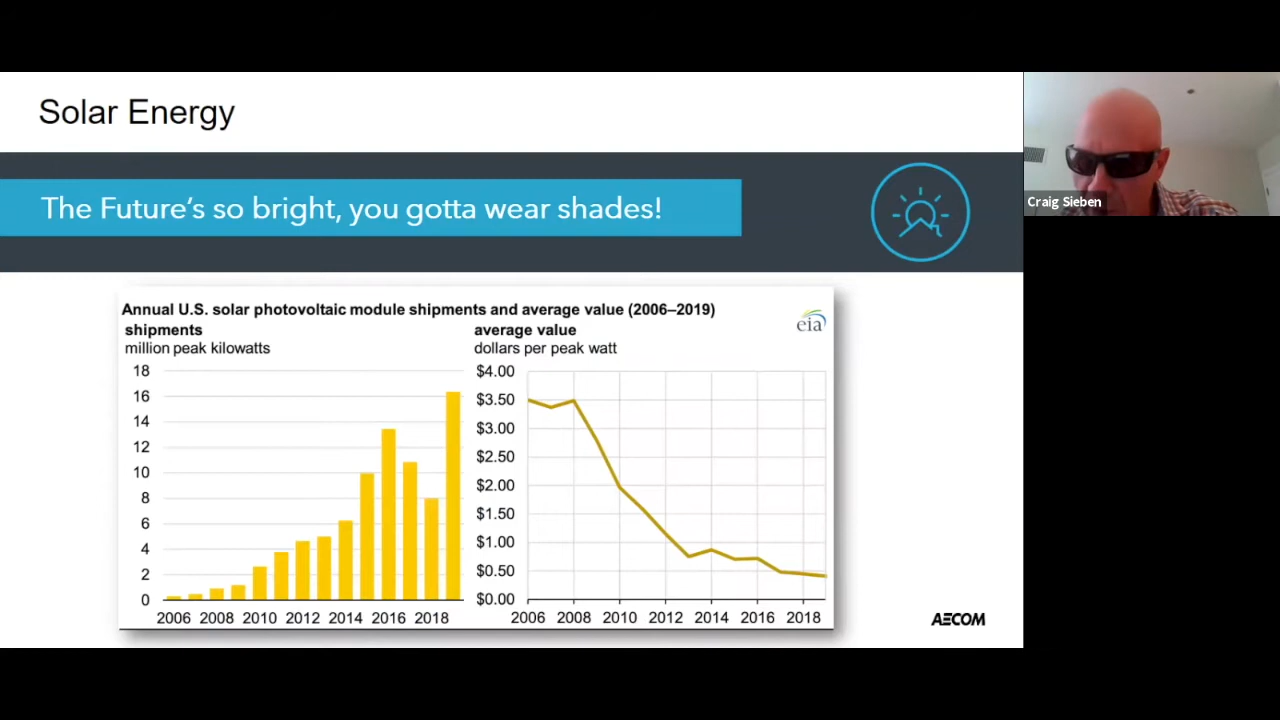 Solar Energy
The Future's so bright, you gotta wear shades!
Craig Sieben
Annual U.S. solar photovoltaic module shipments and average value (2006–2019)
shipments
million peak kilowatts
18
16
14
12
10
8
6
4
2
0
2006 2008 2010 2012 2014 2016 2018
average value
dollars per peak watt
eia
$4.00
$3.50
$3.00
$2.50
$2.00
$1.50
$1.00
$0.50
$0.00
2006 2008 2010 2012 2014 2016 2018
AECOM